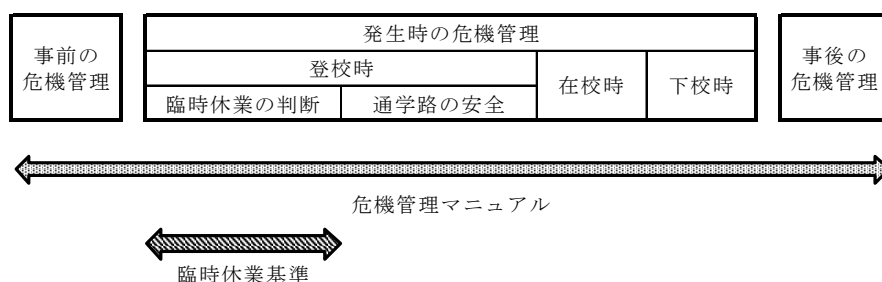 事前の
危機管理
発生時の危機管理
登校時
臨時休業の判断
通学路の安全
在校時
下校時
事後の
危機管理
危機管理マニュアル
臨時休業基準